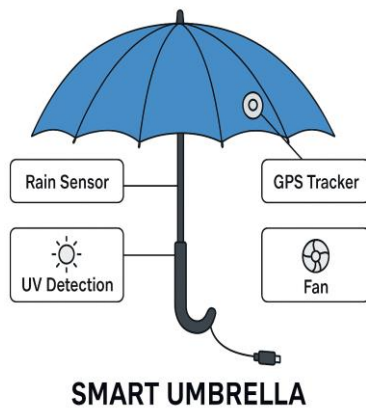 Rain Sensor
GPS Tracker
UV Detection
Fan
SMART UMBRELLA